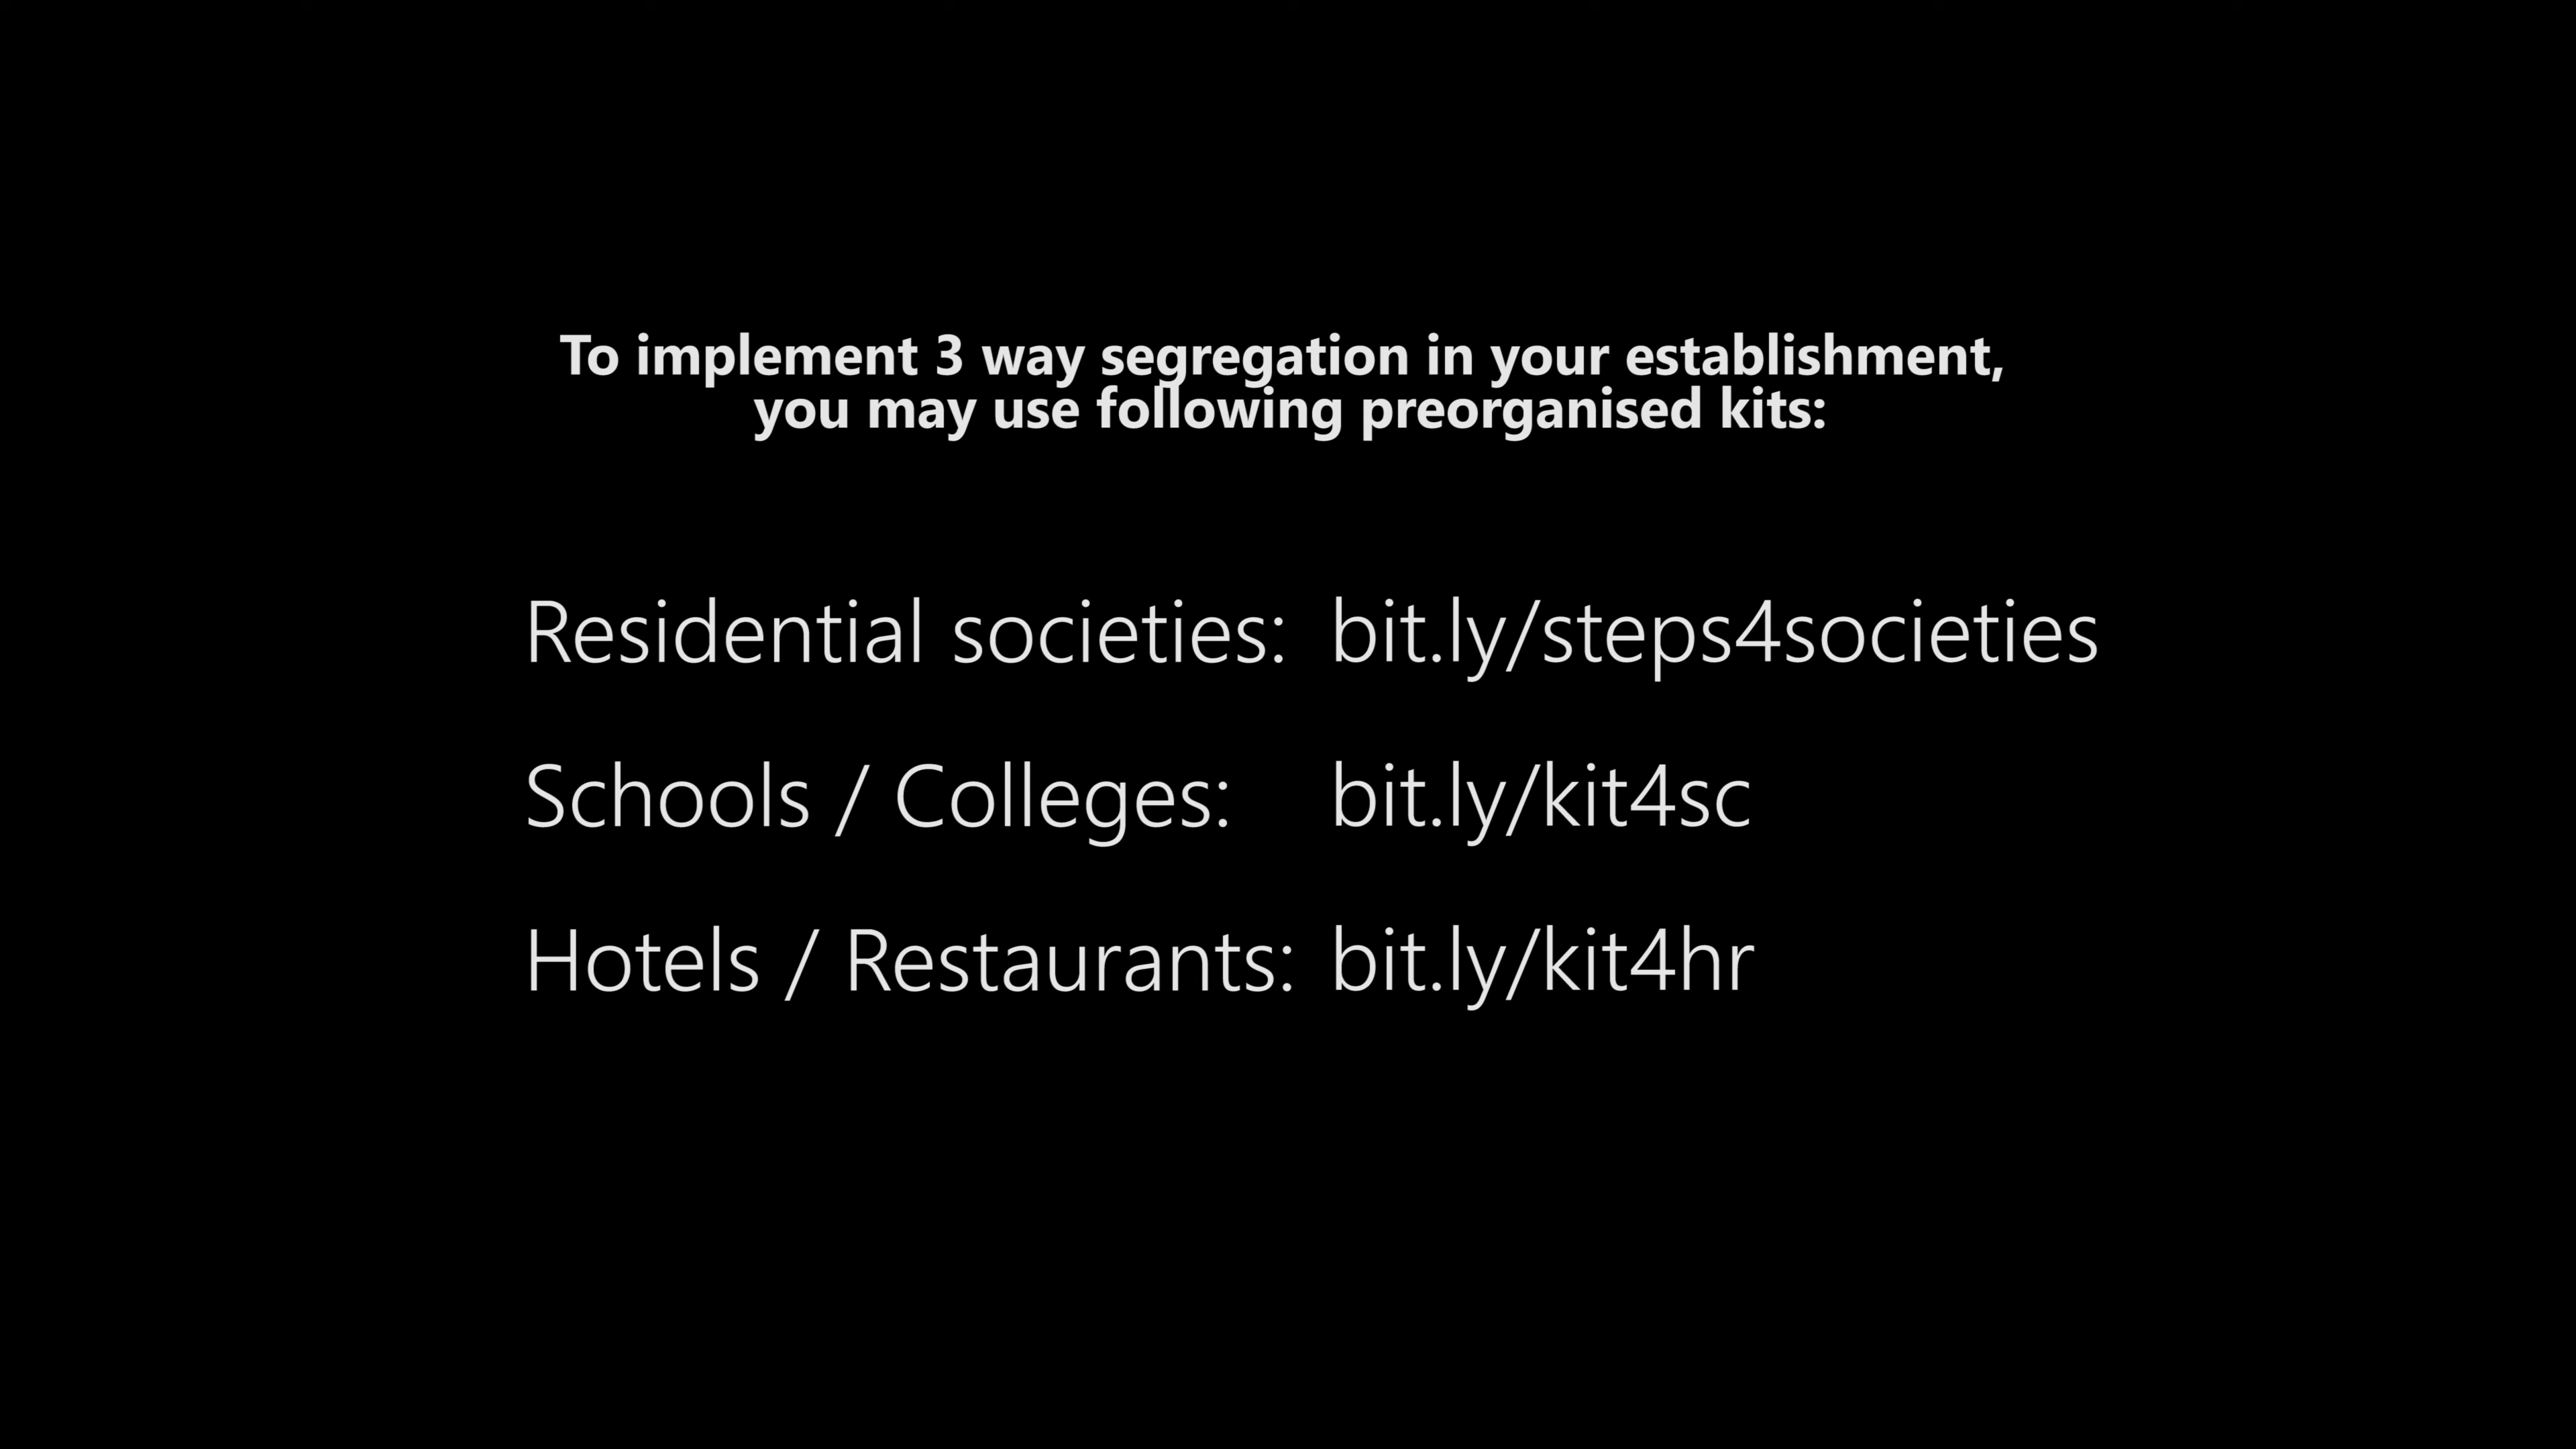 To implement 3 way segregation in your establishment,
you may use following preorganised kits:
Residential societies: bit.ly/steps4societies
Schools / Colleges: bit.ly/kit4sc
Hotels / Restaurants: bit.ly/kit4hr